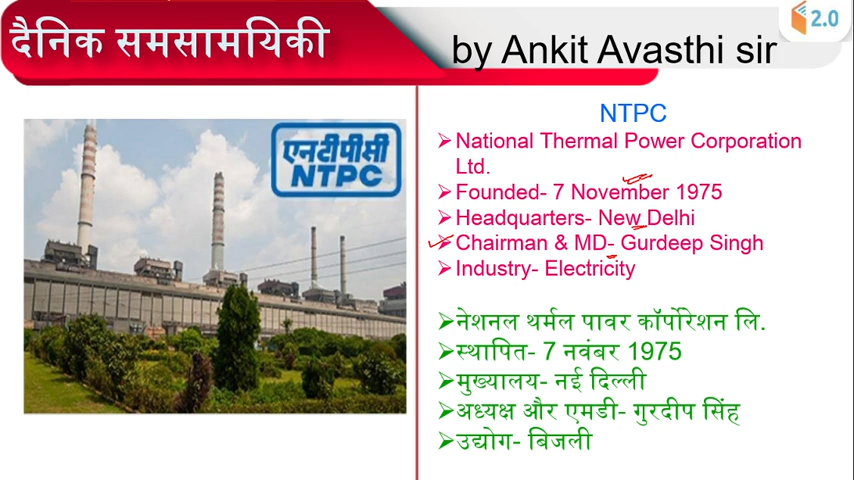 दैनिक समसामयिकी
by Ankit Avasthi sir
2.0
एनटीपीसी
NTPC
NTPC
➢National Thermal Power Corporation
Ltd.
➢Founded- 7 November 1975
➢Headquarters- New Delhi
➢Chairman & MD- Gurdeep Singh
➢Industry- Electricity
➢नेशनल थर्मल पावर कॉर्पोरेशन लि.
➢स्थापित- 7 नवंबर 1975
➢मुख्यालय- नई दिल्ली
➢अध्यक्ष और एमडी- गुरदीप सिंह
➢उद्योग- बिजली